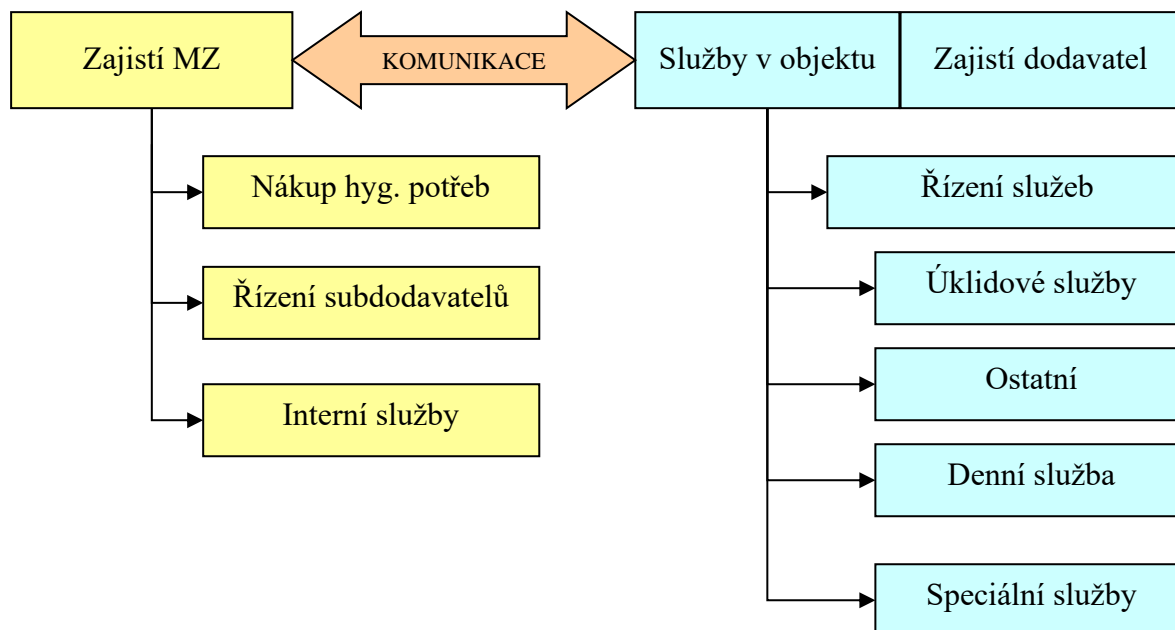 Zajistí MZ
KOMUNIKACE
Služby v objektu
Zajistí dodavatel
Nákup hyg. potřeb
Řízení subdodavatelů
Interní služby
Řízení služeb
Úklidové služby
Ostatní
Denní služba
Speciální služby